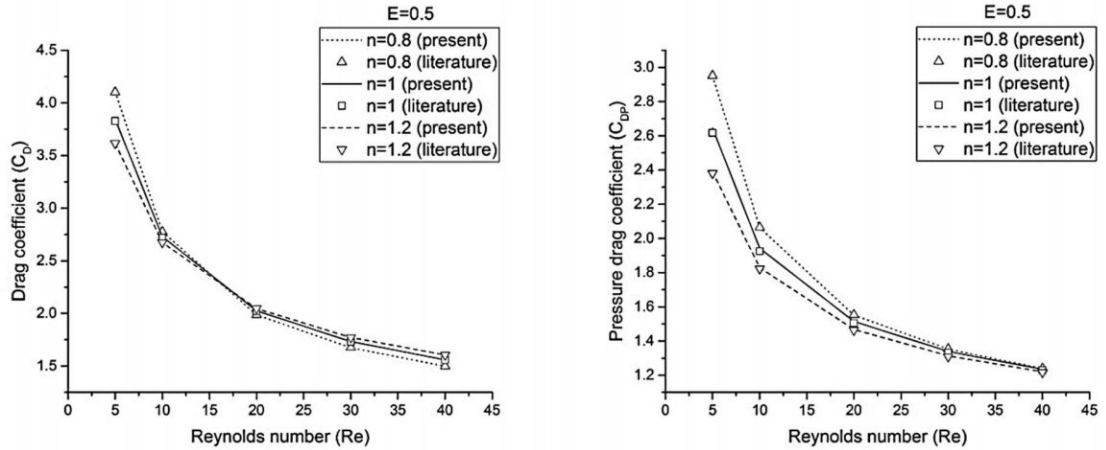 E=0.5
n=0.8 (present)
n=0.8 (literature)
n=1 (present)
n=1 (literature)
n=1.2 (present)
n=1.2 (literature)
4.5
4.0
3.5
3.0
2.5
2.0
1.5
Drag coefficient (C_D)
0 5 10 15 20 25 30 35 40 45
Reynolds number (Re)
E=0.5
n=0.8 (present)
n=0.8 (literature)
n=1 (present)
n=1 (literature)
n=1.2 (present)
n=1.2 (literature)
3.0
2.8
2.6
2.4
2.2
2.0
1.8
1.6
1.4
1.2
Pressure drag coefficient (C_DP)
0 5 10 15 20 25 30 35 40 45
Reynolds number (Re)